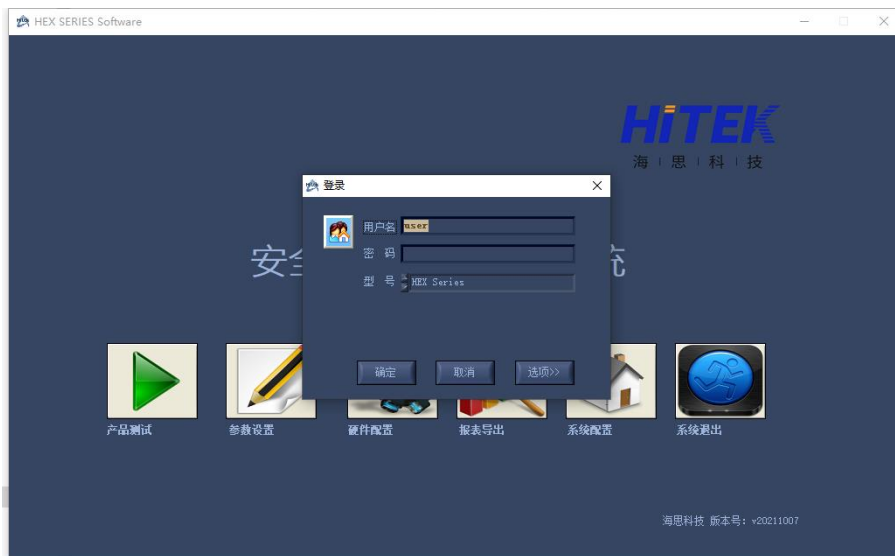 HEX SERIES Software
HiTEK
海思科技
登录
用户名 user
密 码
型 号 HEX Series
安全
统
确定 取消 选项>>
产品测试 参数设置 硬件配置 报表导出 系统配置 系统退出
海思科技 版本号：v20211007